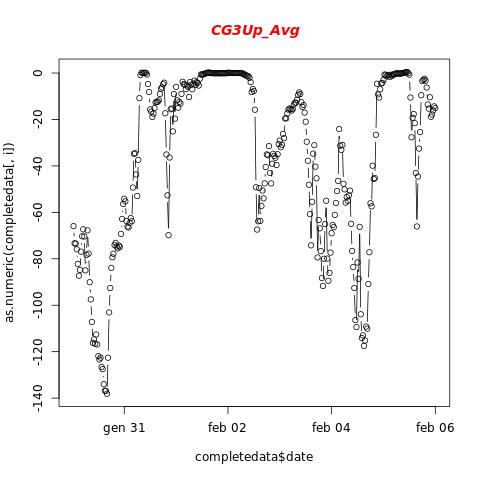 CG3Up_Avg
as.numeric(completedata[, i])
0
-20
-40
-60
-80
-100
-120
-140
gen 31
feb 02
feb 04
feb 06
completedata$date